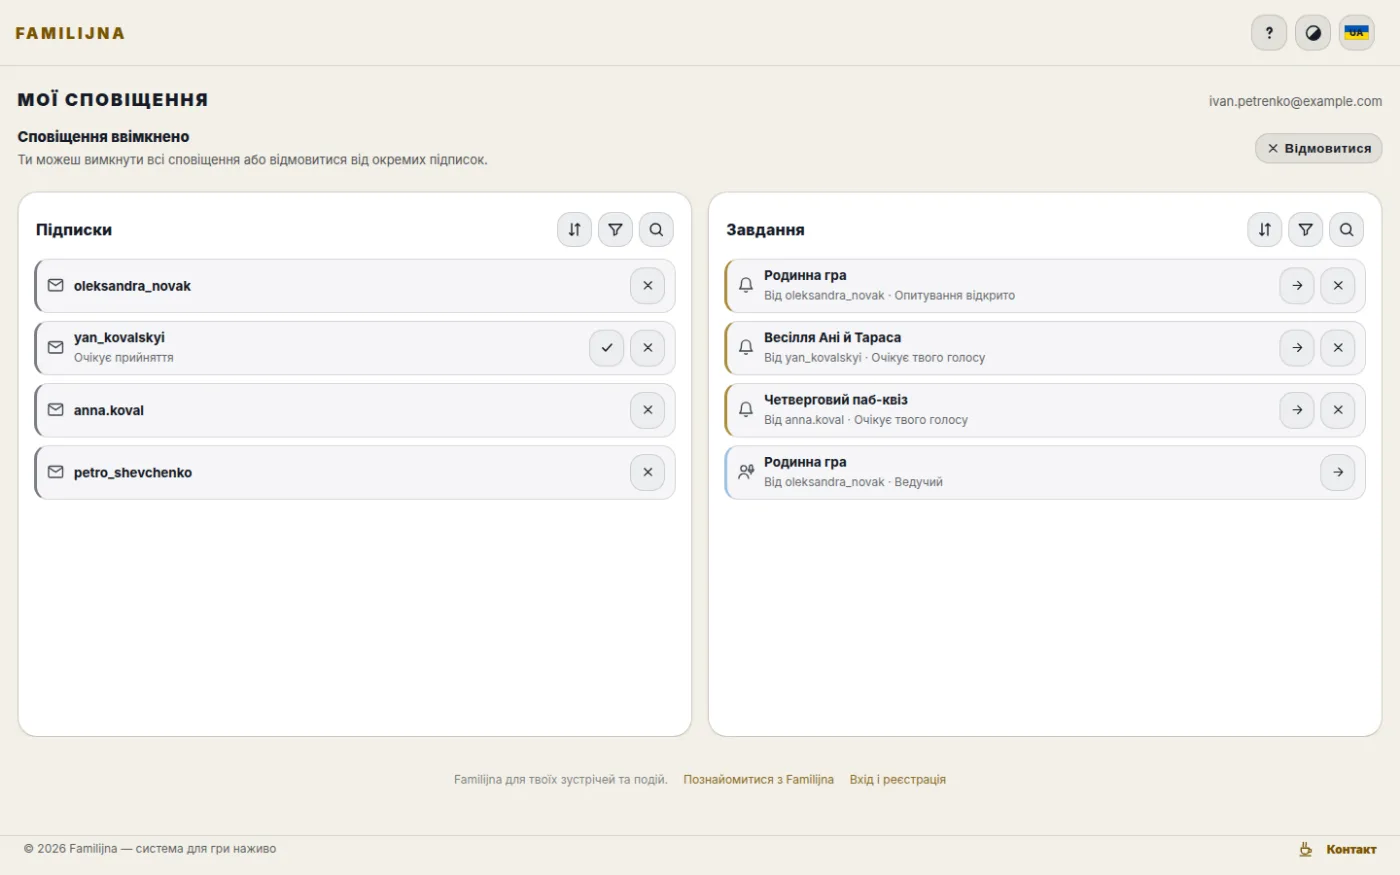 FAMILIJNA
?
UA
МОЇ СПОВІЩЕННЯ
ivan.petrenko@example.com
Сповіщення ввімкнено
Ти можеш вимкнути всі сповіщення або відмовитися від окремих підписок.
Відмовитися
Підписки
oleksandra_novak
yan_kovalskyi
Очікує прийняття
anna.koval
petro_shevchenko
Завдання
Родинна гра
Від oleksandra_novak · Опитування відкрито
Весілля Ані й Тараса
Від yan_kovalskyi · Очікує твого голосу
Четверговий паб-квіз
Від anna.koval · Очікує твого голосу
Родинна гра
Від oleksandra_novak · Ведучий
Familijna для твоїх зустрічей та подій. Познайомитися з Familijna Вхід і реєстрація
© 2026 Familijna — система для гри наживо
Контакт